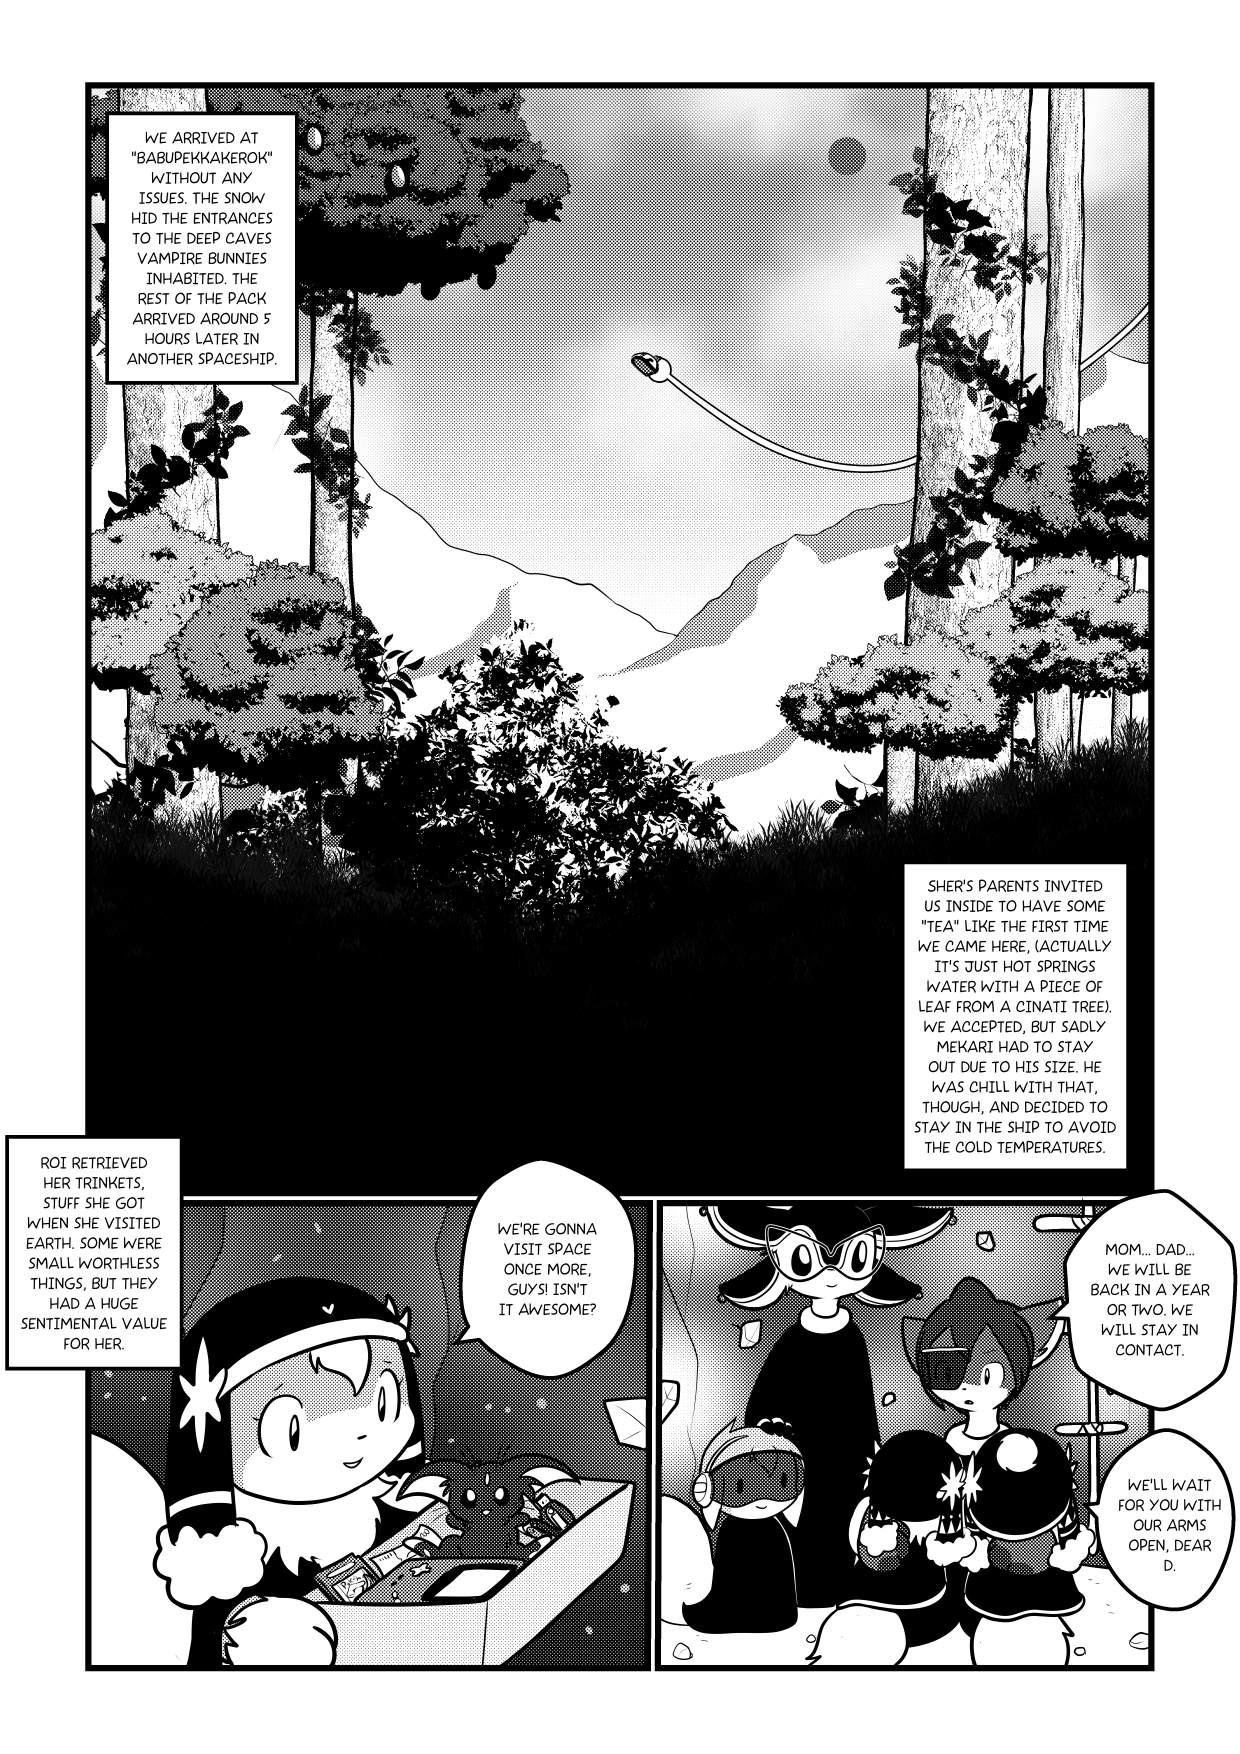 WE ARRIVED AT
"BABUPEKKAKEROK"
WITHOUT ANY
ISSUES. THE SNOW
HID THE ENTRANCES
TO THE DEEP CAVES
VAMPIRE BUNNIES
INHABITED. THE
REST OF THE PACK
ARRIVED AROUND 5
HOURS LATER IN
ANOTHER SPACESHIP.
SHER'S PARENTS INVITED
US INSIDE TO HAVE SOME
"TEA" LIKE THE FIRST TIME
WE CAME HERE, (ACTUALLY
IT'S JUST HOT SPRINGS
WATER WITH A PIECE OF
LEAF FROM A CINATI TREE).
WE ACCEPTED, BUT SADLY
MEKARI HAD TO STAY
OUT DUE TO HIS SIZE. HE
WAS CHILL WITH THAT,
THOUGH, AND DECIDED TO
STAY IN THE SHIP TO AVOID
THE COLD TEMPERATURES.
ROI RETRIEVED
HER TRINKETS,
STUFF SHE GOT
WHEN SHE VISITED
EARTH. SOME WERE
SMALL WORTHLESS
THINGS, BUT THEY
HAD A HUGE
SENTIMENTAL VALUE
FOR HER.
WE'RE GONNA
VISIT SPACE
ONCE MORE,
GUYS! ISN'T
IT AWESOME?
MOM... DAD...
WE WILL BE
BACK IN A YEAR
OR TWO. WE
WILL STAY IN
CONTACT.
WE'LL WAIT
FOR YOU WITH
OUR ARMS
OPEN, DEAR
D.